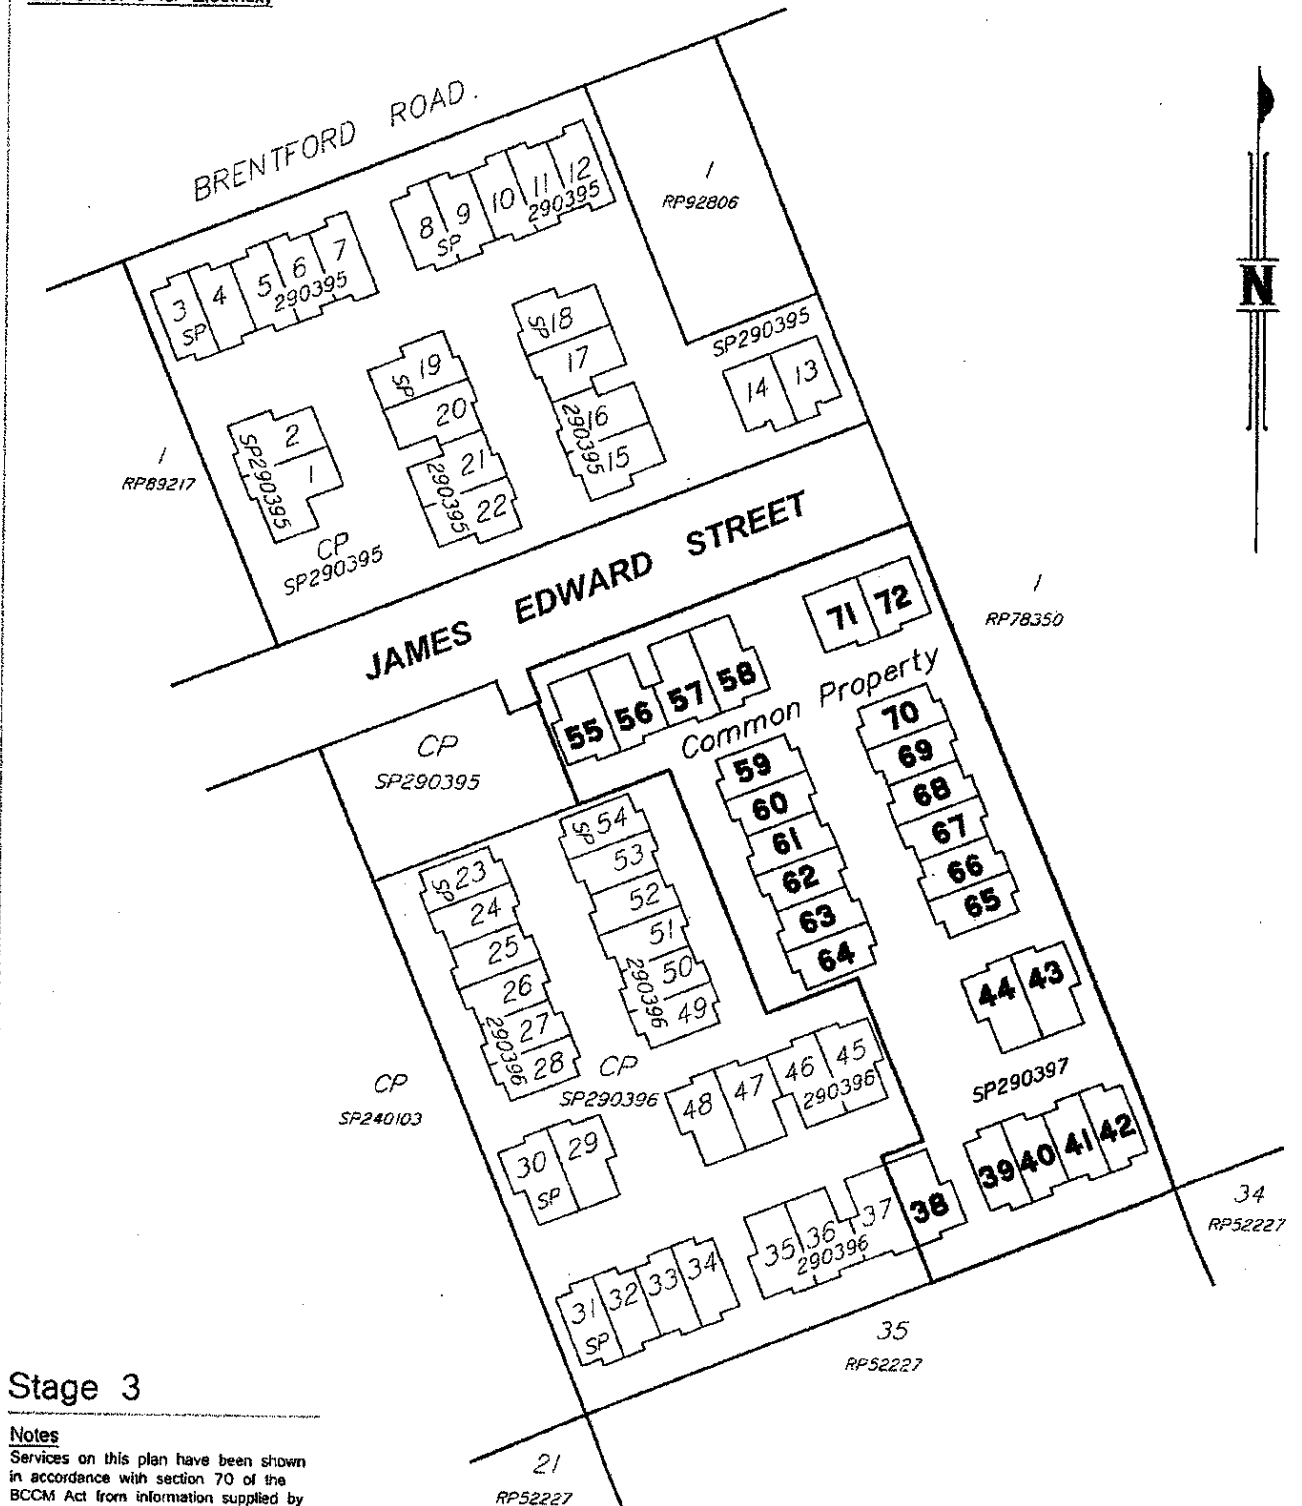 BRENTFORD ROAD.
1
RP92806
8 9 10 11 12
SP 290395
3 4 5 6 7
SP 290395
N
SP290395
14 13
SP 18
17
16
15
290395
SP 19
20
21
22
290395
2
1
SP290395
1
RP89217
CP
SP290395
JAMES EDWARD STREET
1
RP78350
71 72
55 56 57 58
Common Property
CP
SP290395
59
60
61
62
63
64
70
69
68
67
66
65
SP 54
53
52
51
50
49
290396
SP 23
24
25
26
27
28
290396
44 43
SP290397
CP
SP290396
48 47 46 45
290396
CP
SP240103
30 29
SP
39 40 41 42
34
RP52227
35 36 37 38
290396
31 32 33 34
SP
35
RP52227
Stage 3
Notes
Services on this plan have been shown
in accordance with section 70 of the
BCCM Act from information supplied by
21
RP52227